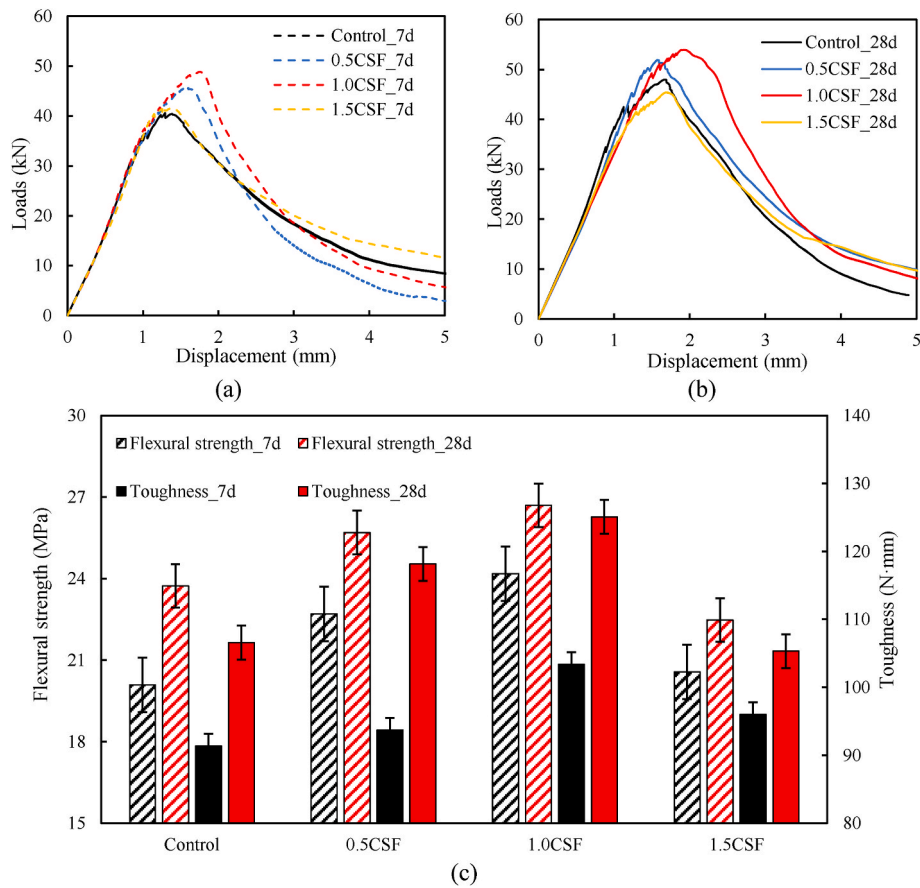 60
50
40
30
20
10
0
Loads (kN)
0 1 2 3 4 5
Displacement (mm)
Control_7d
0.5CSF_7d
1.0CSF_7d
1.5CSF_7d
(a)
60
50
40
30
20
10
0
Loads (kN)
0 1 2 3 4 5
Displacement (mm)
Control_28d
0.5CSF_28d
1.0CSF_28d
1.5CSF_28d
(b)
30
27
24
21
18
15
Flexural strength (MPa)
Flexural strength_7d Flexural strength_28d
Toughness_7d Toughness_28d
140
130
120
110
100
90
80
Toughness (N·mm)
Control 0.5CSF 1.0CSF 1.5CSF
(c)